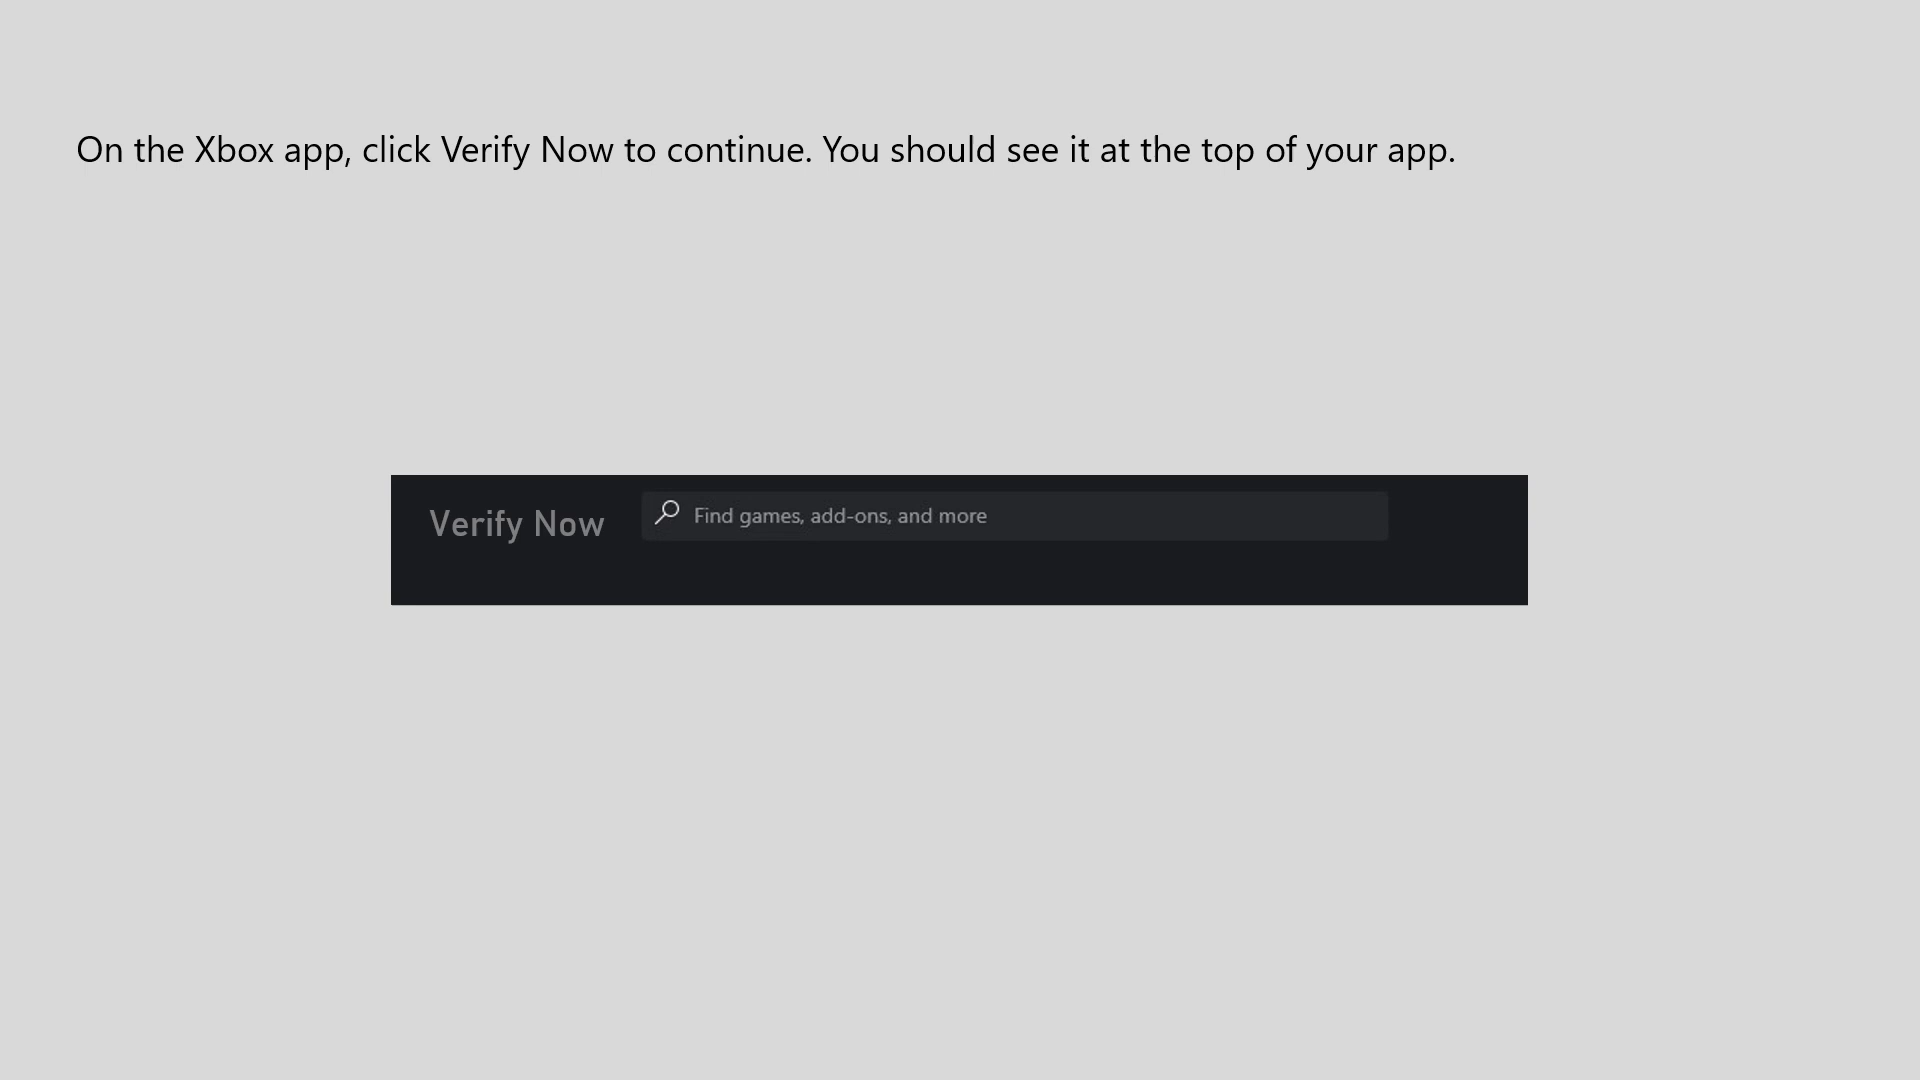 On the Xbox app, click Verify Now to continue. You should see it at the top of your app.
Verify Now
Find games, add-ons, and more